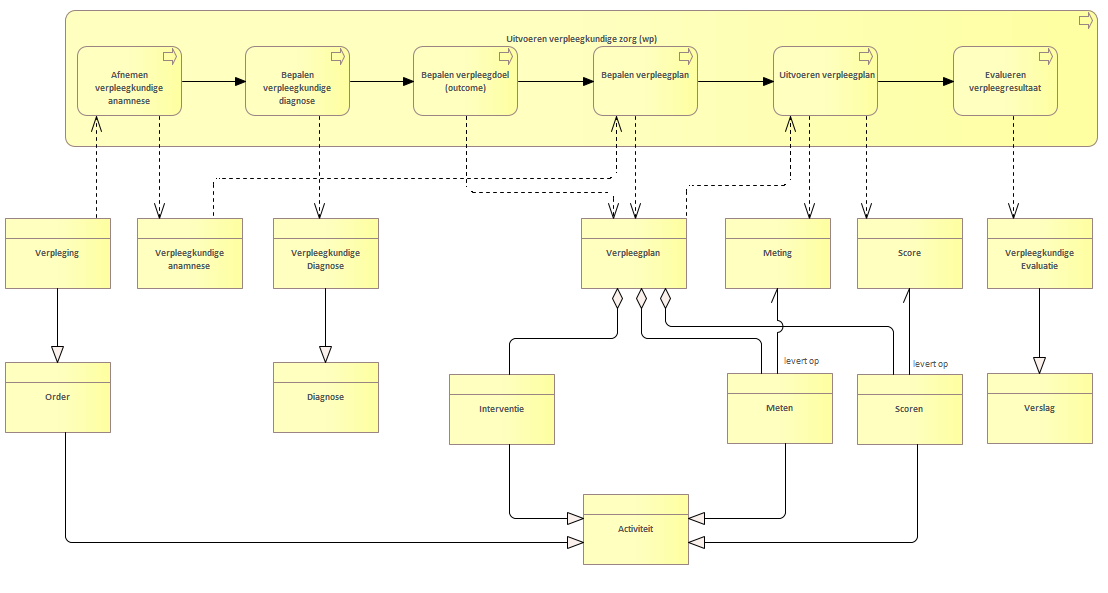 Uitvoeren verpleegkundige zorg (wp)
Afnemen
verpleegkundige
anamnese
Bepalen
verpleegkundige
diagnose
Bepalen verpleegdoel
(outcome)
Bepalen verpleegplan
Uitvoeren verpleegplan
Evalueren
verpleegresultaat
Verpleging
Verpleegkundige
anamnese
Verpleegkundige
Diagnose
Verpleegplan
Meting
Score
Verpleegkundige
Evaluatie
levert op
levert op
Order
Diagnose
Interventie
Meten
Scoren
Verslag
Activiteit